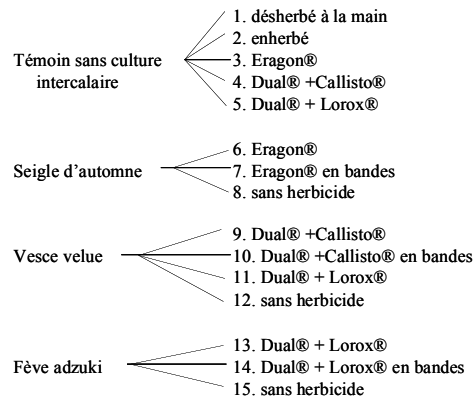 1. désherbé à la main
2. enherbé
Témoin sans culture
intercalaire
3. Eragon®
4. Dual® +Callisto®
5. Dual® + Lorox®
6. Eragon®
Seigle d’automne
7. Eragon® en bandes
8. sans herbicide
9. Dual® +Callisto®
Vesce velue
10. Dual® +Callisto® en bandes
11. Dual® + Lorox®
12. sans herbicide
13. Dual® + Lorox®
Fève adzuki
14. Dual® + Lorox® en bandes
15. sans herbicide